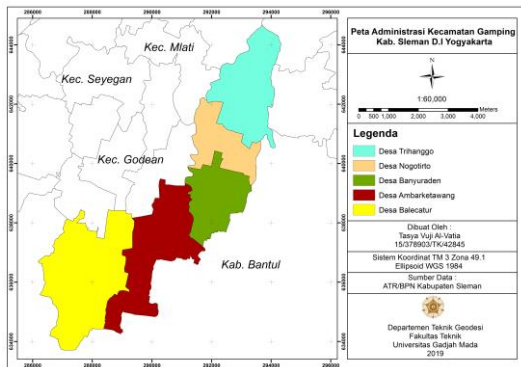 Peta Administrasi Kecamatan Gamping
Kab. Sleman D.I Yogyakarta
N
1:60,000
0 500 1,000 2,000 3,000 4,000
Meters
Legenda
Desa Trihanggo
Desa Nogotirto
Desa Banyuraden
Desa Ambarketawang
Desa Balecatur
Dibuat Oleh :
Tasya Vuji Al-Vatia
15/378903/TK/42845
Sistem Koordinat TM 3 Zona 49.1
Ellipsoid WGS 1984
Sumber Data :
ATR/BPN Kabupaten Sleman
Departemen Teknik Geodesi
Fakultas Teknik
Universitas Gadjah Mada
2019
Kec. Mlati
Kec. Seyegan
Kec. Godean
Kab. Bantul